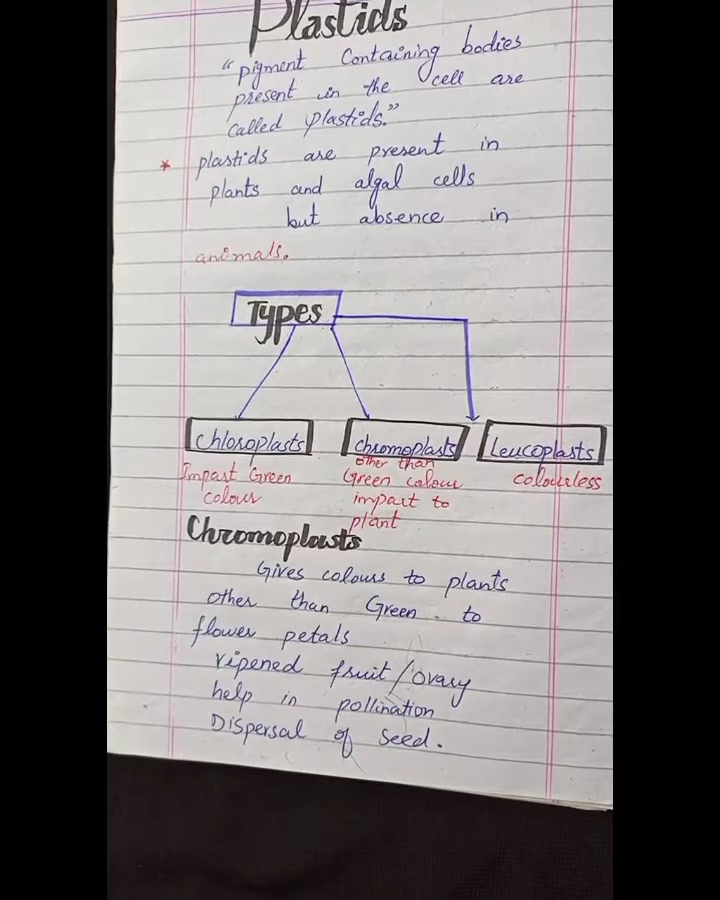 Plastids
“pigment containing bodies
present in the cell are
called plastids.”
* plastids are present in
plants and algal cells
but absence in
animals.
Types
Chloroplasts chromoplasts Leucoplasts
Impart Green
colour
other than
Green colour
impart to
plant
colourless
Chromoplasts
Gives colours to plants
other than Green. to
flower petals
ripened fruit/ovary
help in pollination
Dispersal of seed.